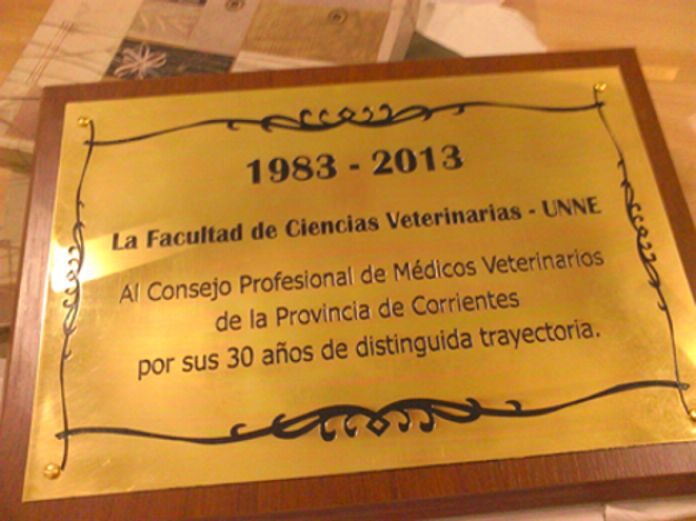 1983 - 2013
La Facultad de Ciencias Veterinarias - UNNE
Al Consejo Profesional de Médicos Veterinarios
de la Provincia de Corrientes
por sus 30 años de distinguida trayectoria.